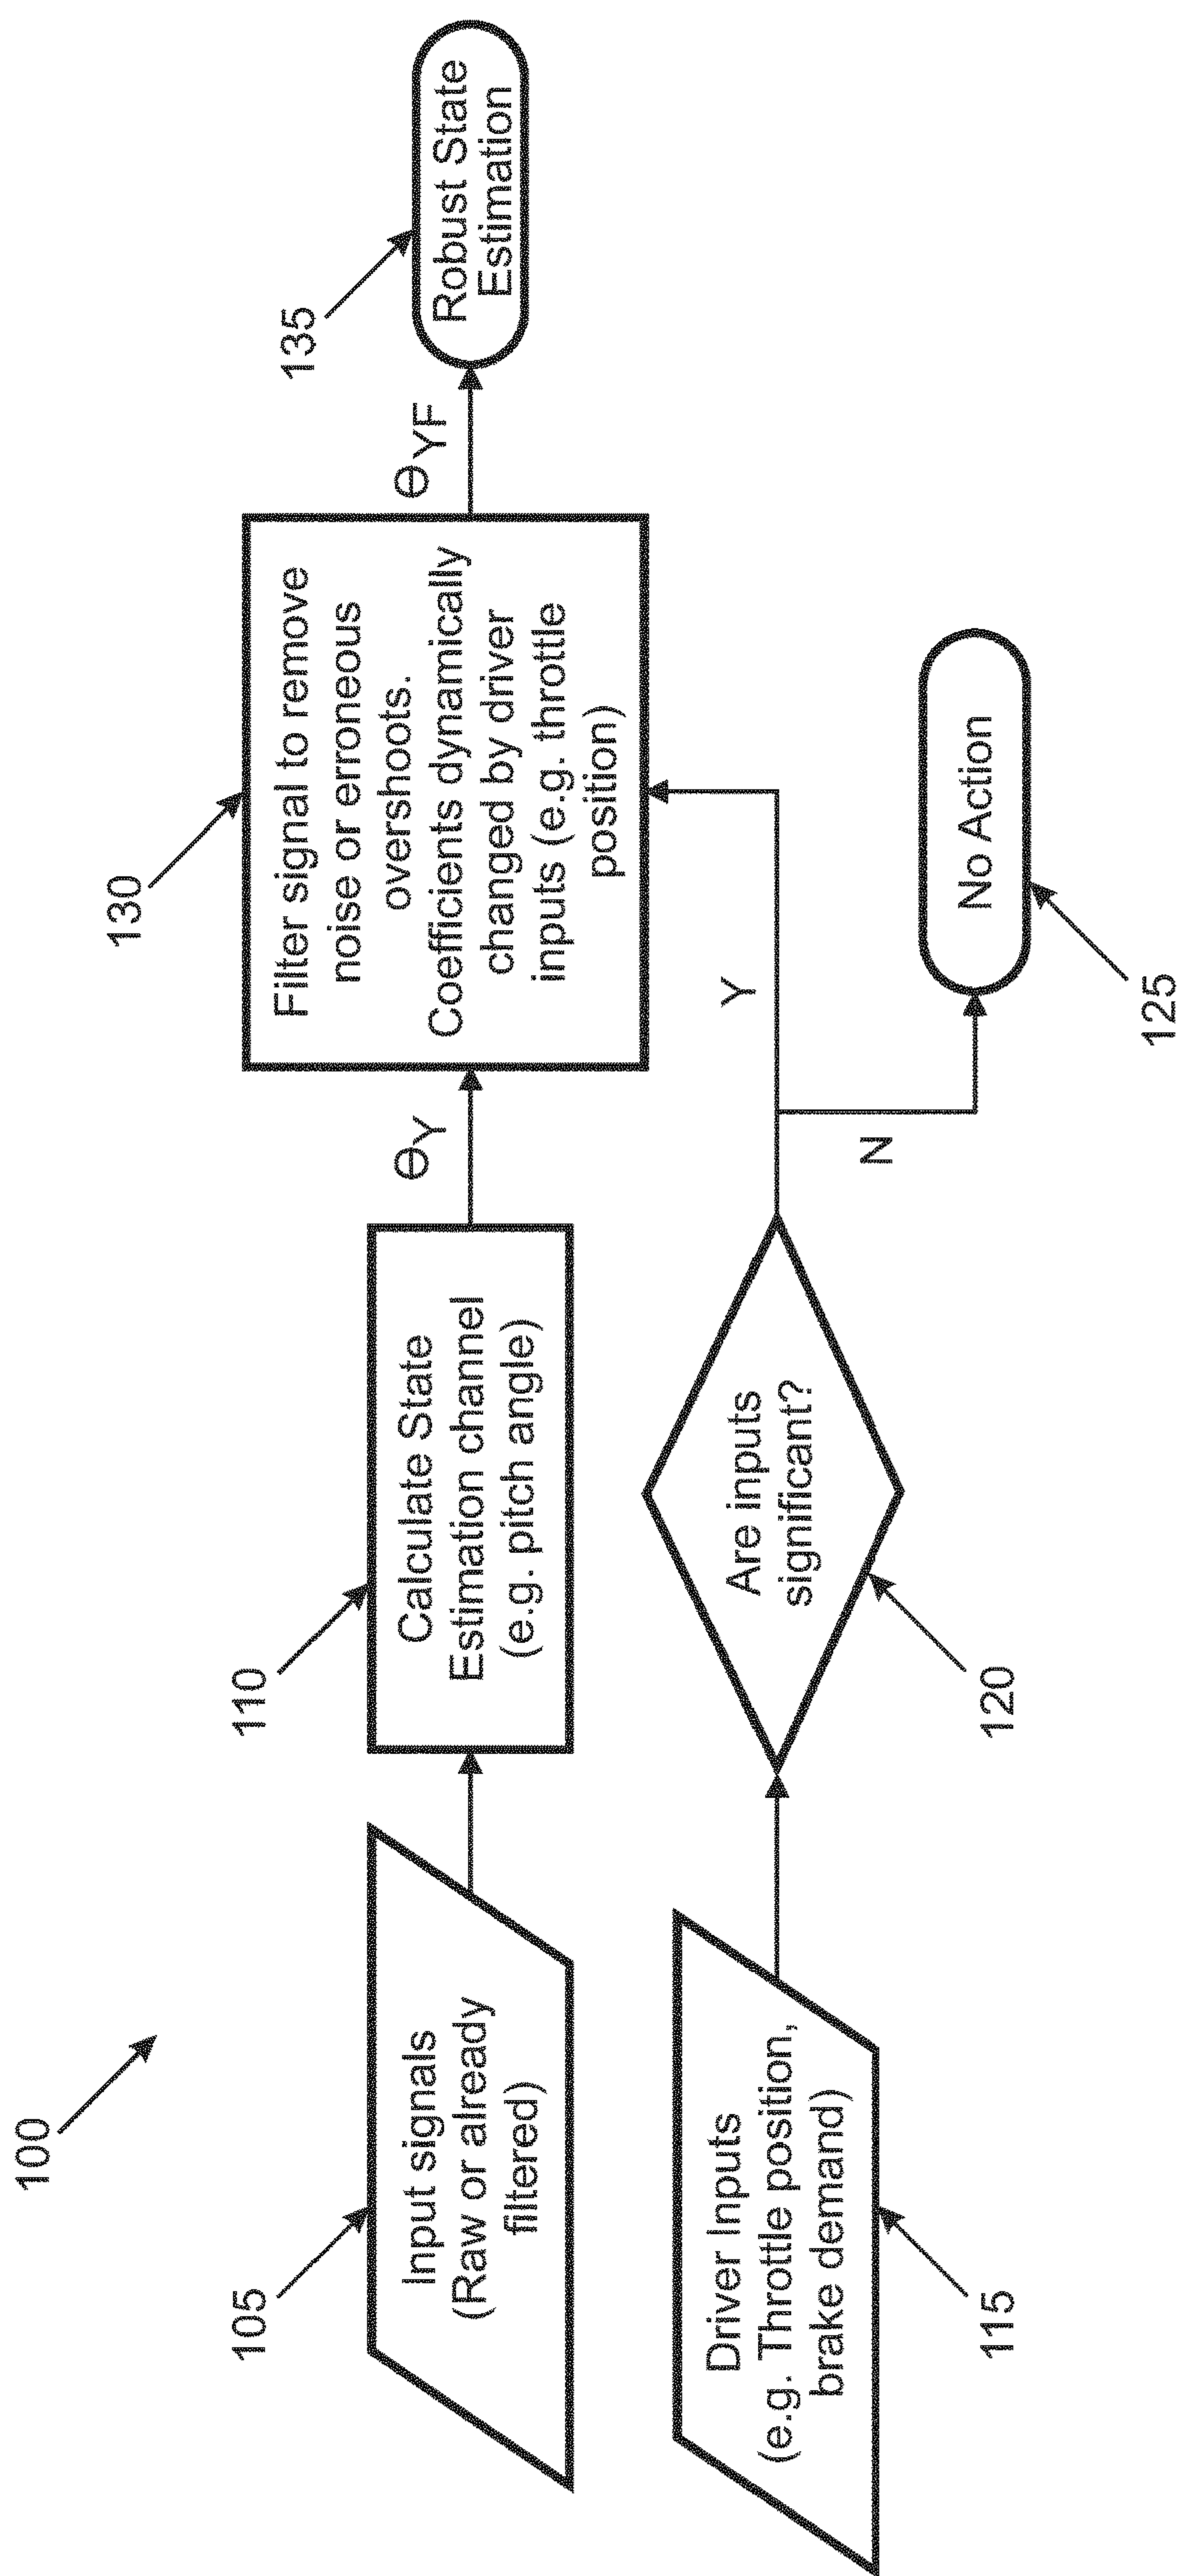 100
105
Input signals
(Raw or already
filtered)
110
Calculate State
Estimation channel
(e.g. pitch angle)
Θ_Y
130
Filter signal to remove
noise or erroneous
overshoots.
Coefficients dynamically
changed by driver
inputs (e.g. throttle
position)
Θ_YF
135
Robust State
Estimation
Driver Inputs
(e.g. Throttle position,
brake demand)
115
Are inputs
significant?
120
Y
N
No Action
125